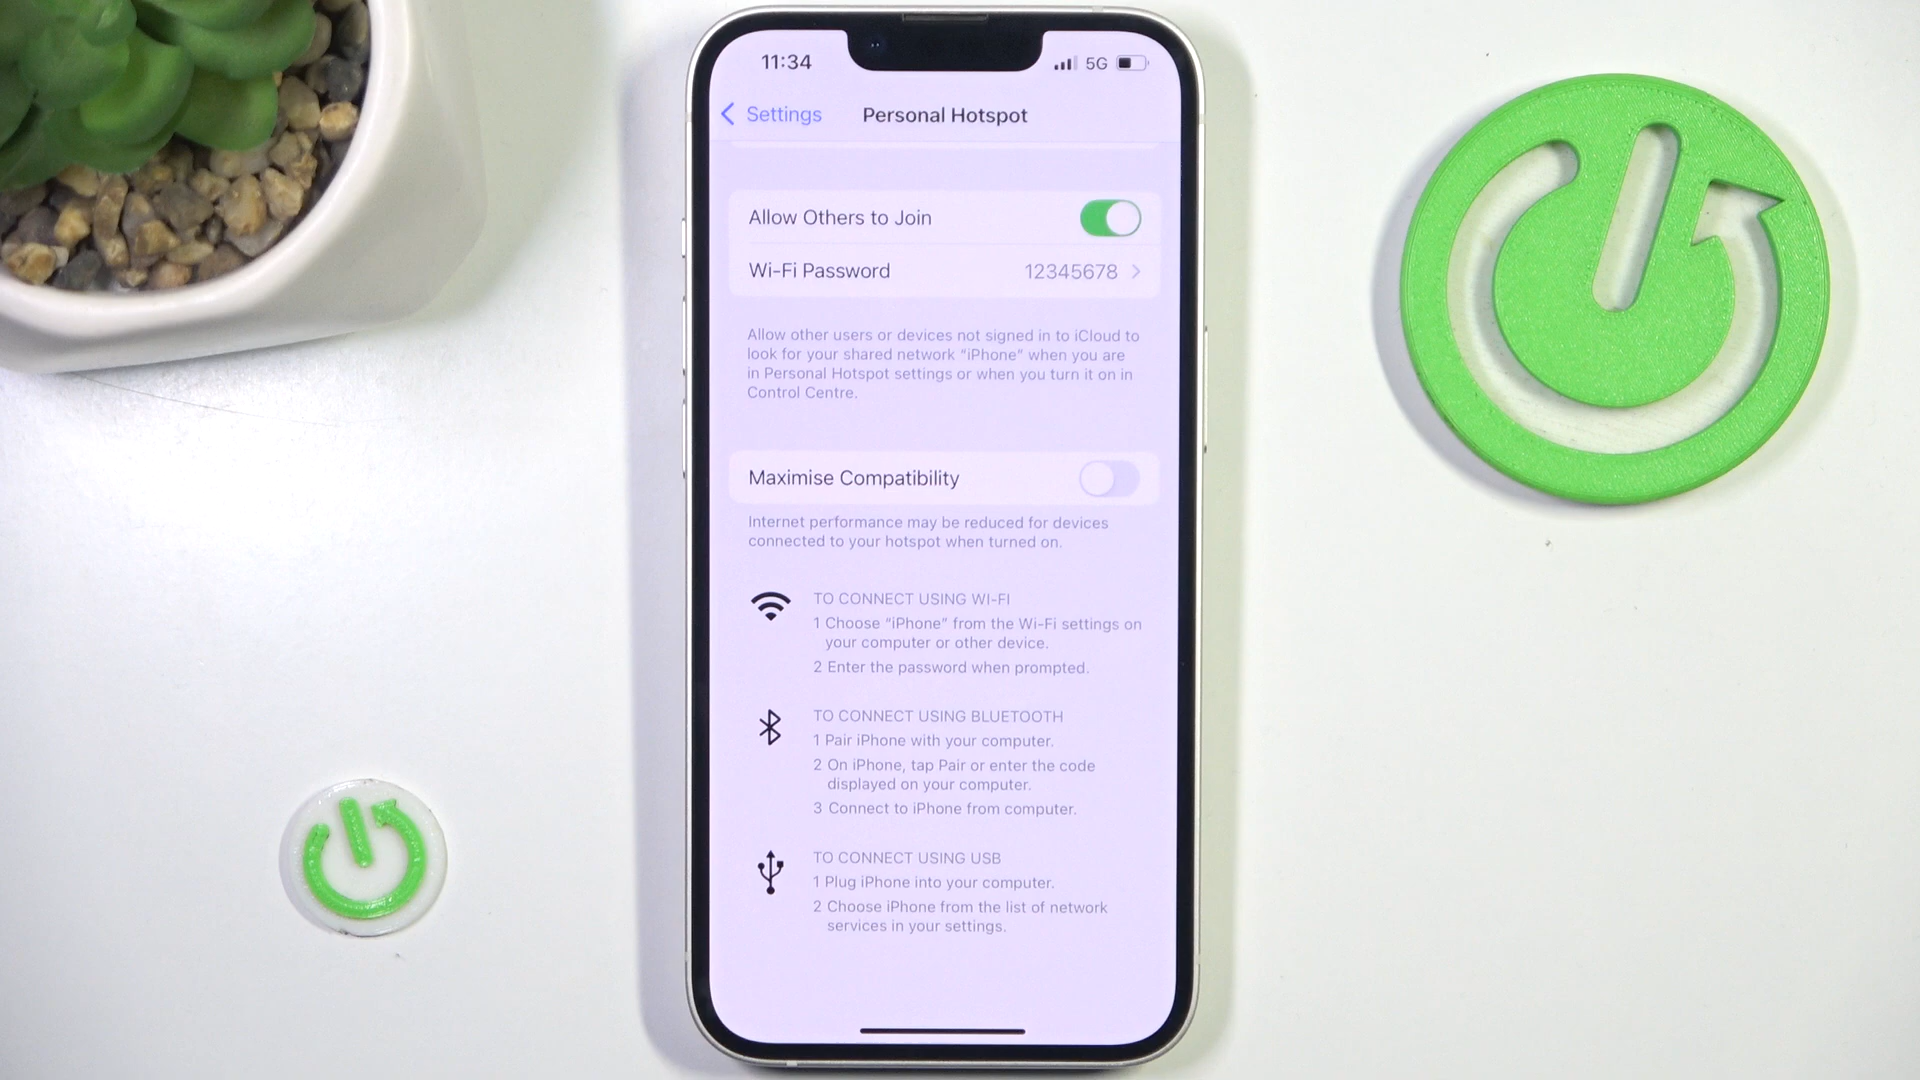 11:34
5G
Settings
Personal Hotspot
Allow Others to Join
Wi-Fi Password 12345678
Allow other users or devices not signed in to iCloud to
look for your shared network “iPhone” when you are
in Personal Hotspot settings or when you turn it on in
Control Centre.
Maximise Compatibility
Internet performance may be reduced for devices
connected to your hotspot when turned on.
TO CONNECT USING WI-FI
1 Choose “iPhone” from the Wi-Fi settings on
your computer or other device.
2 Enter the password when prompted.
TO CONNECT USING BLUETOOTH
1 Pair iPhone with your computer.
2 On iPhone, tap Pair or enter the code
displayed on your computer.
3 Connect to iPhone from computer.
TO CONNECT USING USB
1 Plug iPhone into your computer.
2 Choose iPhone from the list of network
services in your settings.